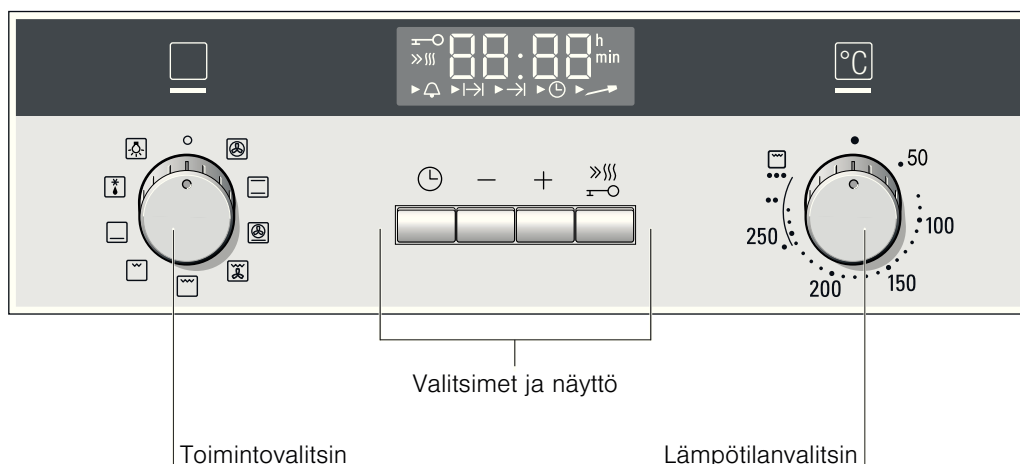 88:88 h
min
°C
50
100
150
200
250
Valitsimet ja näyttö
Toimintovalitsin
Lämpötilanvalitsin